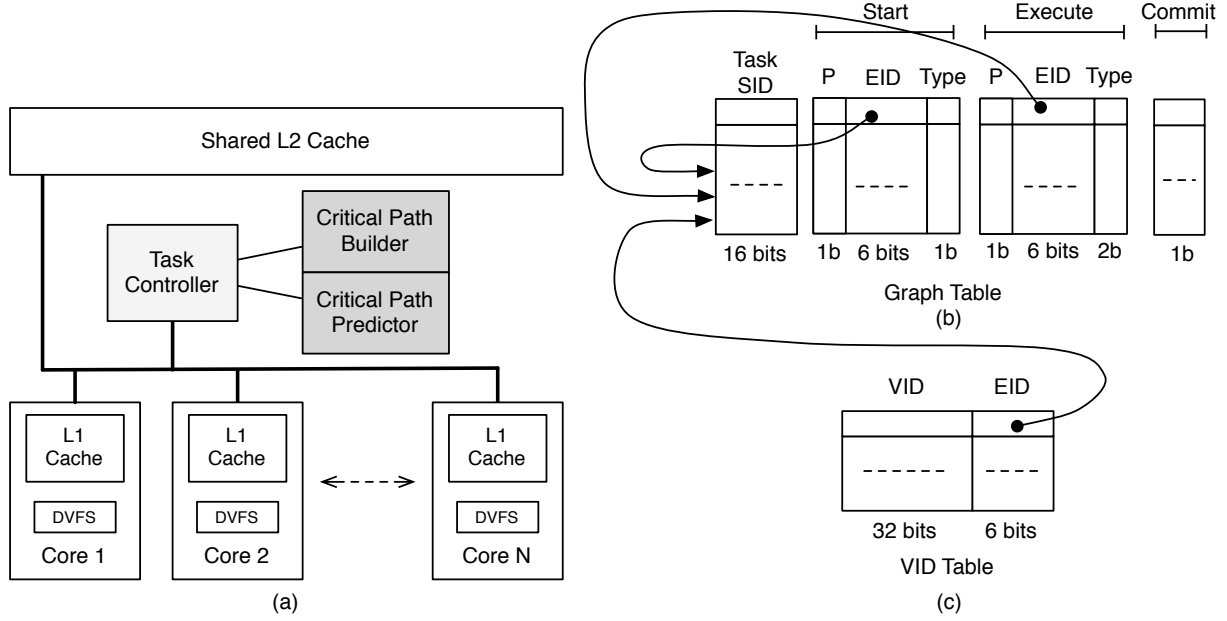 Shared L2 Cache
Task
Controller
Critical Path
Builder
Critical Path
Predictor
L1
Cache
DVFS
Core 1
L1
Cache
DVFS
Core 2
L1
Cache
DVFS
Core N
(a)
Start
Execute
Commit
Task
SID
P
EID
Type
P
EID
Type
16 bits
1b
6 bits
1b
1b
6 bits
2b
1b
Graph Table
(b)
VID
EID
32 bits
6 bits
VID Table
(c)